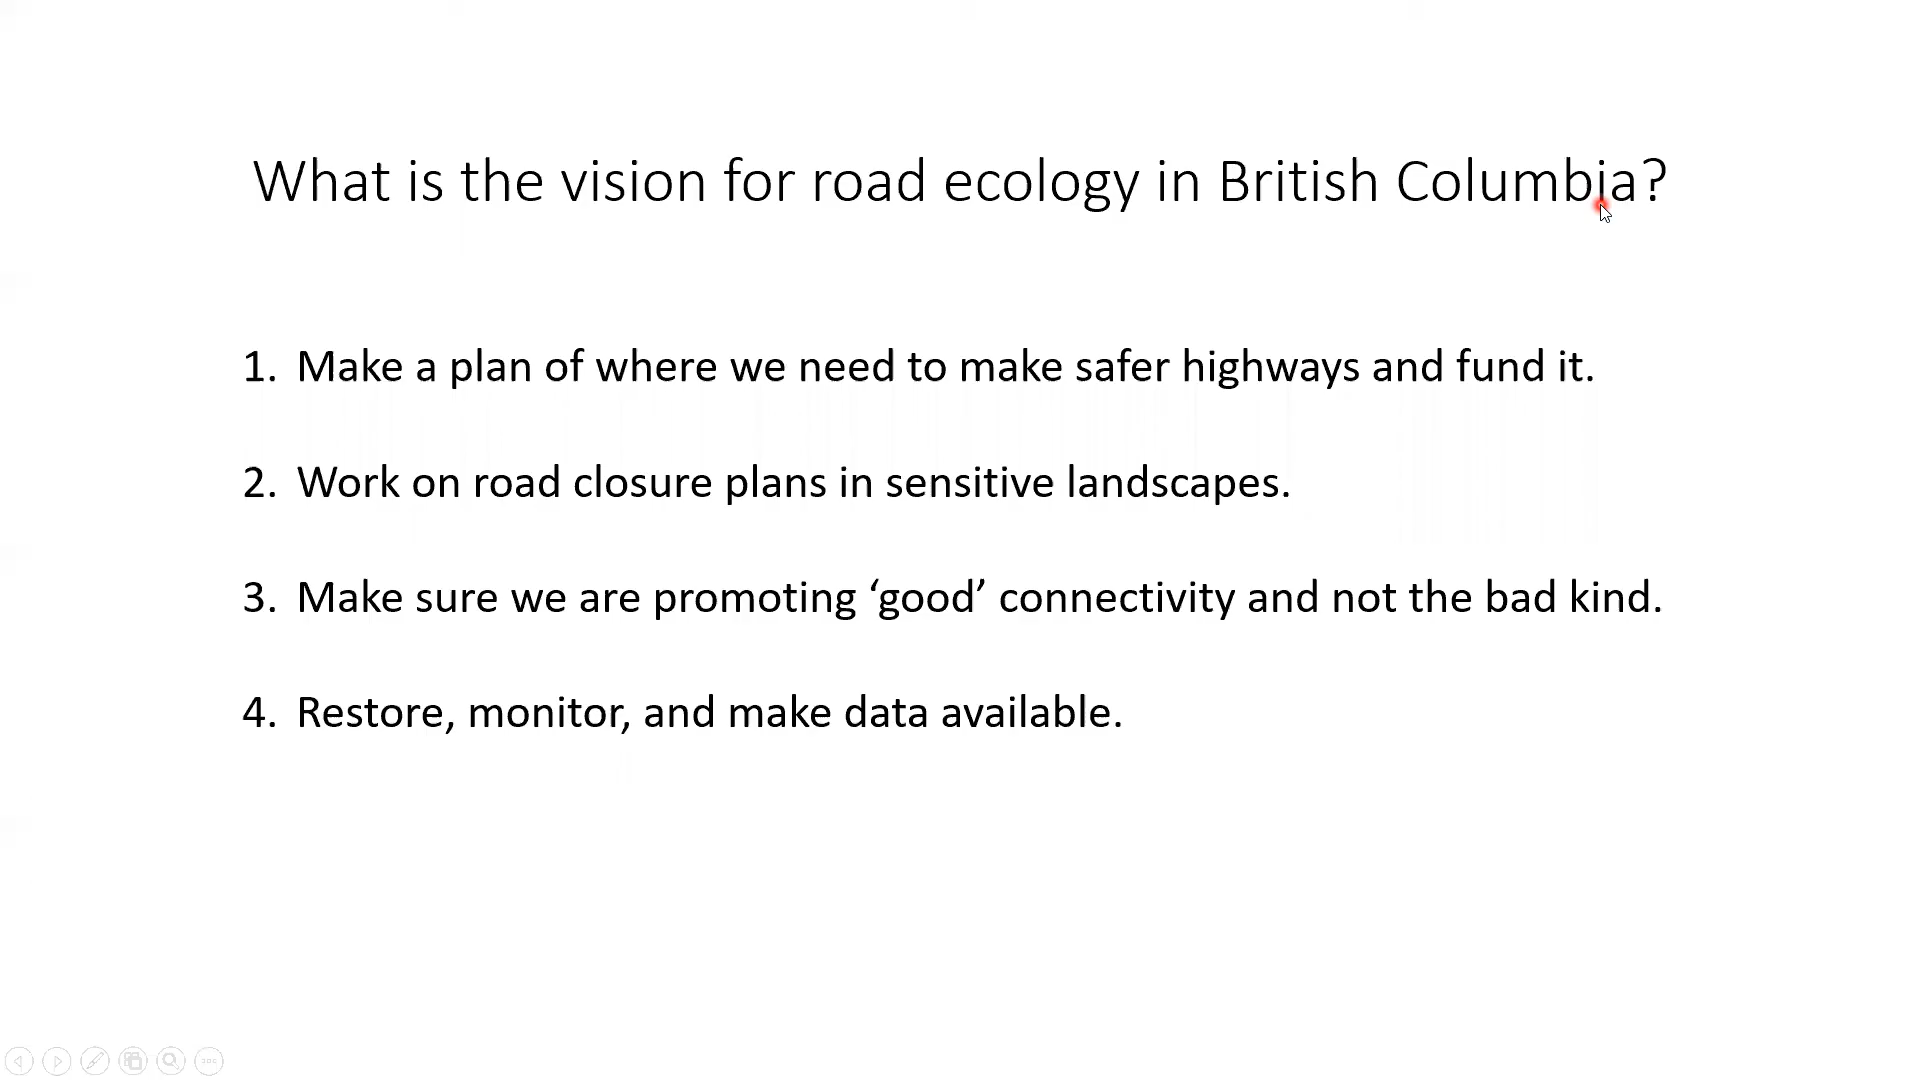 What is the vision for road ecology in British Columbia?
1. Make a plan of where we need to make safer highways and fund it.
2. Work on road closure plans in sensitive landscapes.
3. Make sure we are promoting ‘good’ connectivity and not the bad kind.
4. Restore, monitor, and make data available.